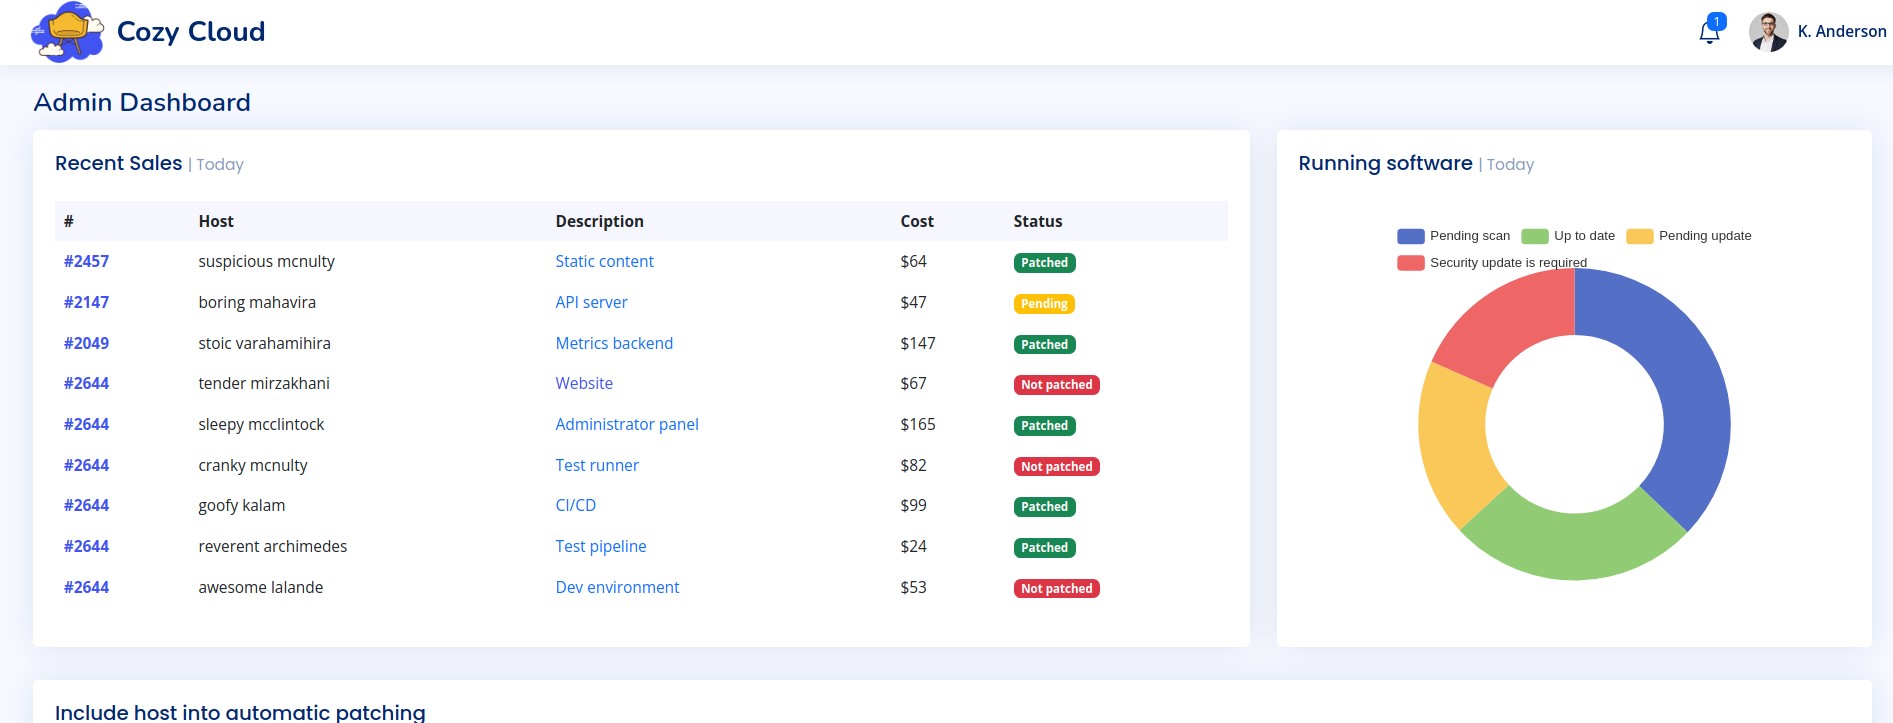 Cozy Cloud
1
K. Anderson
Admin Dashboard
Recent Sales | Today
# Host Description Cost Status
#2457 suspicious mcnulty Static content $64 Patched
#2147 boring mahavira API server $47 Pending
#2049 stoic varahamihira Metrics backend $147 Patched
#2644 tender mirzakhani Website $67 Not patched
#2644 sleepy mcclintock Administrator panel $165 Patched
#2644 cranky mcnulty Test runner $82 Not patched
#2644 goofy kalam CI/CD $99 Patched
#2644 reverent archimedes Test pipeline $24 Patched
#2644 awesome lalande Dev environment $53 Not patched
Running software | Today
Pending scan Up to date Pending update
Security update is required
Include host into automatic patching